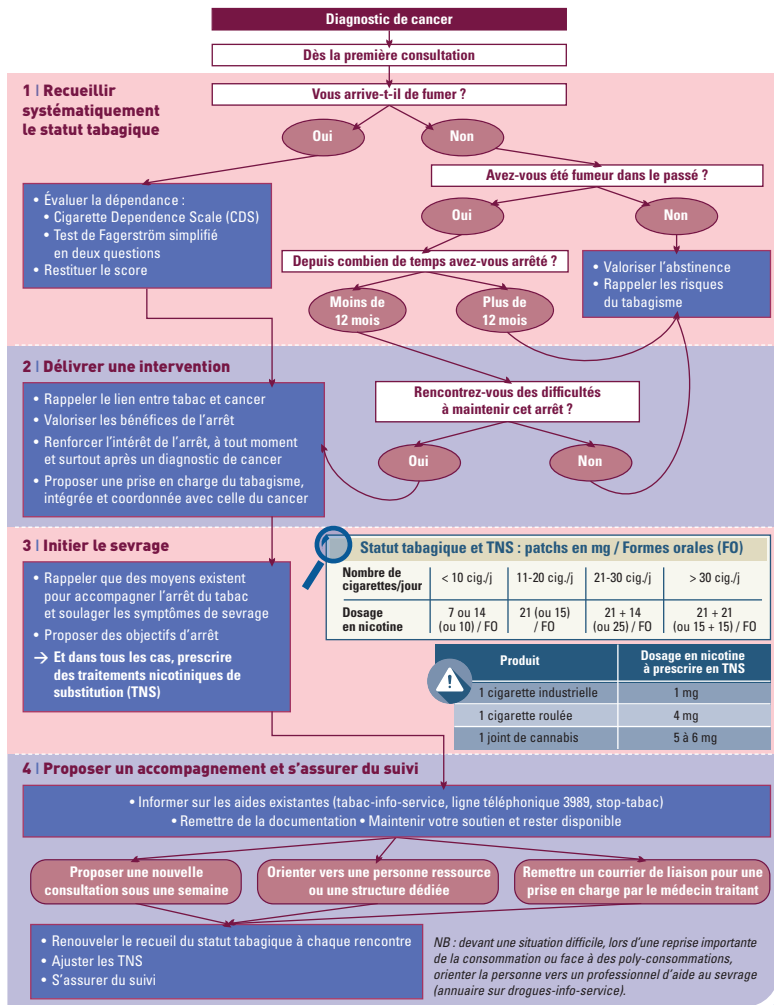 Diagnostic de cancer
Dès la première consultation
1 | Recueillir
systématiquement
le statut tabagique
Vous arrive-t-il de fumer ?
Oui
Non
Avez-vous été fumeur dans le passé ?
• Évaluer la dépendance :
• Cigarette Dependence Scale (CDS)
• Test de Fagerström simplifié
en deux questions
• Restituer le score
Oui
Non
Depuis combien de temps avez-vous arrêté ?
• Valoriser l'abstinence
• Rappeler les risques
du tabagisme
Moins de
12 mois
Plus de
12 mois
2 | Délivrer une intervention
• Rappeler le lien entre tabac et cancer
• Valoriser les bénéfices de l'arrêt
• Renforcer l'intérêt de l'arrêt, à tout moment
et surtout après un diagnostic de cancer
• Proposer une prise en charge du tabagisme,
intégrée et coordonnée avec celle du cancer
Rencontrez-vous des difficultés
à maintenir cet arrêt ?
Oui
Non
3 | Initier le sevrage
• Rappeler que des moyens existent
pour accompagner l'arrêt du tabac
et soulager les symptômes de sevrage
• Proposer des objectifs d'arrêt
→ Et dans tous les cas, prescrire
des traitements nicotiniques de
substitution (TNS)
Statut tabagique et TNS : patchs en mg / Formes orales (FO)
Nombre de
cigarettes/jour
< 10 cig./j
11-20 cig./j
21-30 cig./j
> 30 cig./j
Dosage
en nicotine
7 ou 14
(ou 10) / FO
21 (ou 15)
/ FO
21 + 14
(ou 25) / FO
21 + 21
(ou 15 + 15) / FO
Produit
Dosage en nicotine
à prescrire en TNS
1 cigarette industrielle
1 mg
1 cigarette roulée
4 mg
1 joint de cannabis
5 à 6 mg
4 | Proposer un accompagnement et s'assurer du suivi
• Informer sur les aides existantes (tabac-info-service, ligne téléphonique 3989, stop-tabac)
• Remettre de la documentation • Maintenir votre soutien et rester disponible
Proposer une nouvelle
consultation sous une semaine
Orienter vers une personne ressource
ou une structure dédiée
Remettre un courrier de liaison pour une
prise en charge par le médecin traitant
• Renouveler le recueil du statut tabagique à chaque rencontre
• Ajuster les TNS
• S'assurer du suivi
NB : devant une situation difficile, lors d'une reprise importante
de la consommation ou face à des poly-consommations,
orienter la personne vers un professionnel d'aide au sevrage
(annuaire sur drogues-info-service).